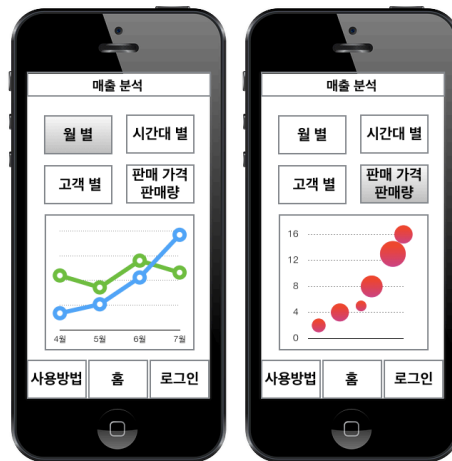 매출 분석
월 별
시간대 별
고객 별
판매 가격
판매량
4월
5월
6월
7월
사용방법
홈
로그인
매출 분석
월 별
시간대 별
고객 별
판매 가격
판매량
16
12
8
4
0
사용방법
홈
로그인